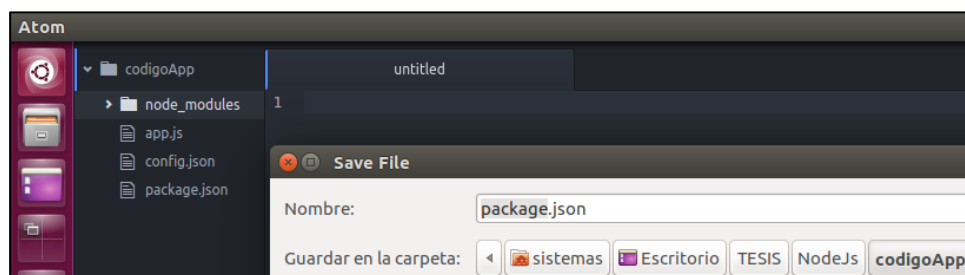 Atom
codigoApp
untitled
node_modules
1
app.js
config.json
Save File
package.json
Nombre: package.json
Guardar en la carpeta: sistemas Escritorio TESIS NodeJs codigoApp